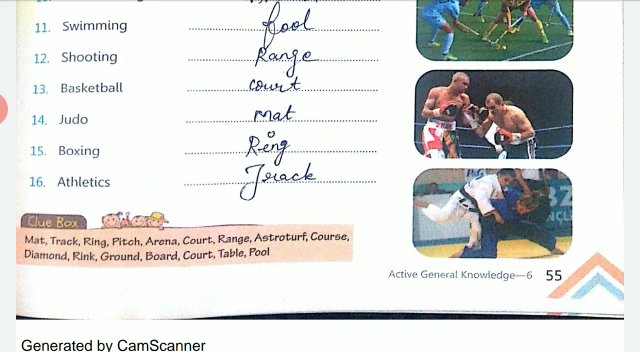 11. Swimming Pool
12. Shooting Range
13. Basketball court
14. Judo mat
15. Boxing Ring
16. Athletics Track
Clue Box
Mat, Track, Ring, Pitch, Arena, Court, Range, Astroturf, Course,
Diamond, Rink, Ground, Board, Court, Table, Pool
Active General Knowledge—6 55
Generated by CamScanner